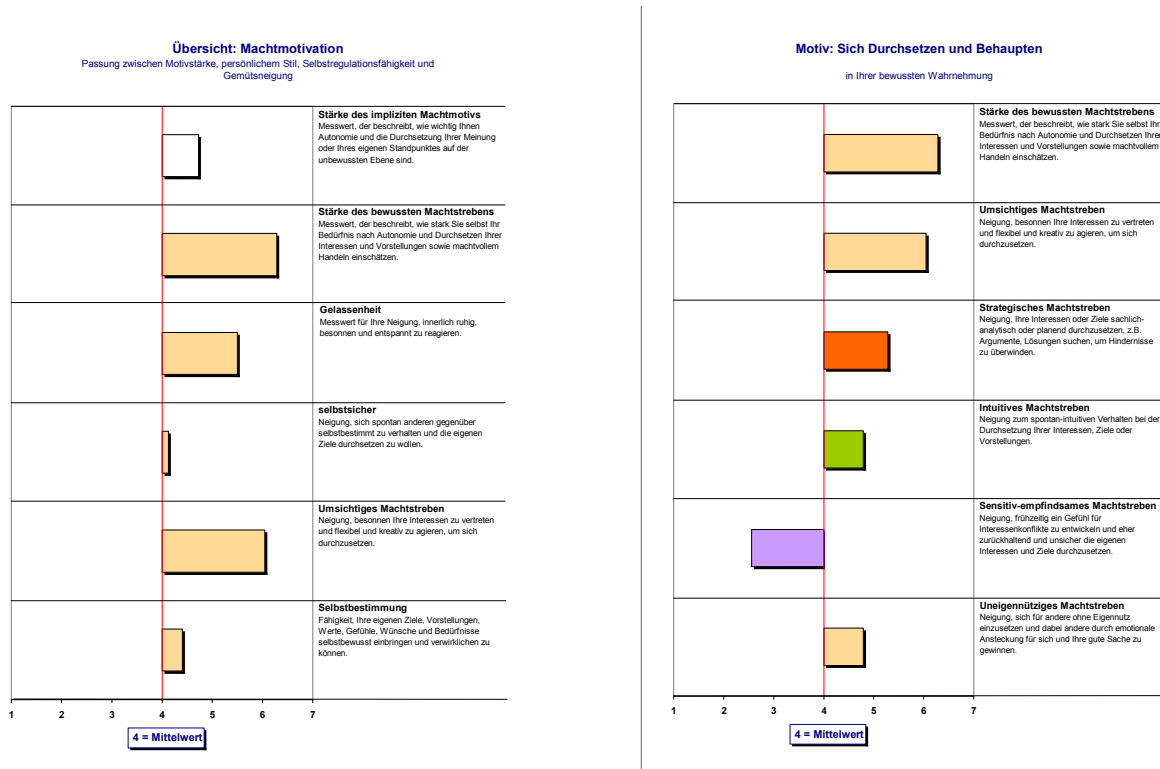 Übersicht: Machtmotivation
Passung zwischen Motivstärke, persönlichem Stil, Selbstregulationsfähigkeit und
Gemütsneigung
Stärke des impliziten Machtmotivs
Messwert, der beschreibt, wie wichtig Ihnen
Autonomie und die Durchsetzung Ihrer Meinung
oder Ihres eigenen Standpunktes auf der
unbewussten Ebene sind.
Stärke des bewussten Machtstrebens
Messwert, der beschreibt, wie stark Sie selbst Ihr
Bedürfnis nach Autonomie und Durchsetzen Ihrer
Interessen und Vorstellungen sowie machtvollem
Handeln einschätzen.
Gelassenheit
Messwert für Ihre Neigung, innerlich ruhig,
besonnen und entspannt zu reagieren.
selbstsicher
Neigung, sich spontan anderen gegenüber
selbstbestimmt zu verhalten und die eigenen
Ziele durchsetzen zu wollen.
Umsichtiges Machtstreben
Neigung, besonnen Ihre Interessen zu vertreten
und flexibel und kreativ zu agieren, um sich
durchzusetzen.
Selbstbestimmung
Fähigkeit, Ihre eigenen Ziele, Vorstellungen,
Werte, Gefühle, Wünsche und Bedürfnisse
selbstbewusst einbringen und verwirklichen zu
können.
1 2 3 4 5 6 7
4 = Mittelwert
Motiv: Sich Durchsetzen und Behaupten
in Ihrer bewussten Wahrnehmung
Stärke des bewussten Machtstrebens
Messwert, der beschreibt, wie stark Sie selbst Ihr
Bedürfnis nach Autonomie und Durchsetzen Ihrer
Interessen und Vorstellungen sowie machtvollem
Handeln einschätzen.
Umsichtiges Machtstreben
Neigung, besonnen Ihre Interessen zu vertreten
und flexibel und kreativ zu agieren, um sich
durchzusetzen.
Strategisches Machtstreben
Neigung, Ihre Interessen oder Ziele sachlich-
analytisch oder planend durchzusetzen, z.B.
Argumente, Lösungen suchen, um Hindernisse
zu überwinden.
Intuitives Machtstreben
Neigung zum spontan-intuitiven Verhalten bei der
Durchsetzung Ihrer Interessen, Ziele oder
Vorstellungen.
Sensitiv-empfindsames Machtstreben
Neigung, frühzeitig ein Gefühl für
Interessenkonflikte zu entwickeln und eher
zurückhaltend und unsicher die eigenen
Interessen und Ziele durchzusetzen.
Uneigennütziges Machtstreben
Neigung, sich für andere ohne Eigennutz
einzusetzen und dabei andere durch emotionale
Ansteckung für sich und Ihre gute Sache zu
gewinnen.
1 2 3 4 5 6 7
4 = Mittelwert